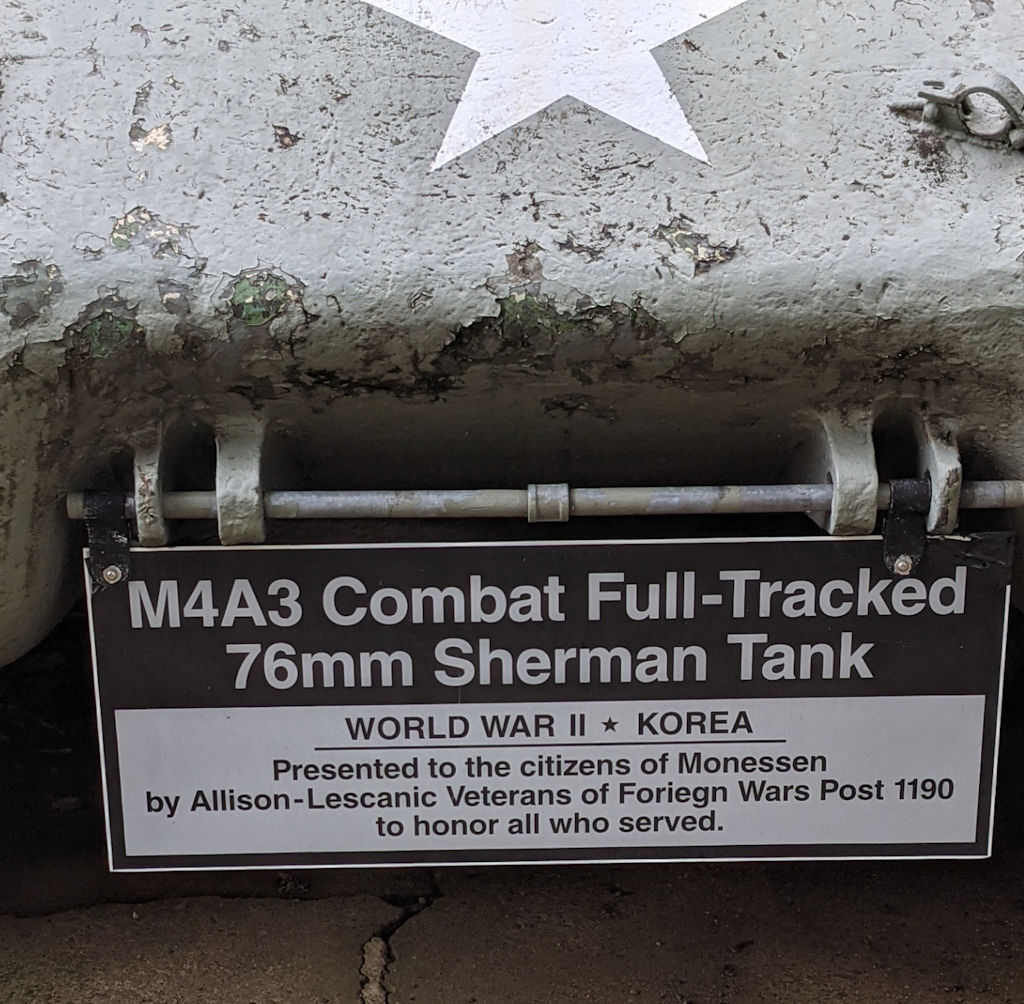 M4A3 Combat Full-Tracked
76mm Sherman Tank
WORLD WAR II ★ KOREA
Presented to the citizens of Monessen
by Allison-Lescanic Veterans of Foriegn Wars Post 1190
to honor all who served.